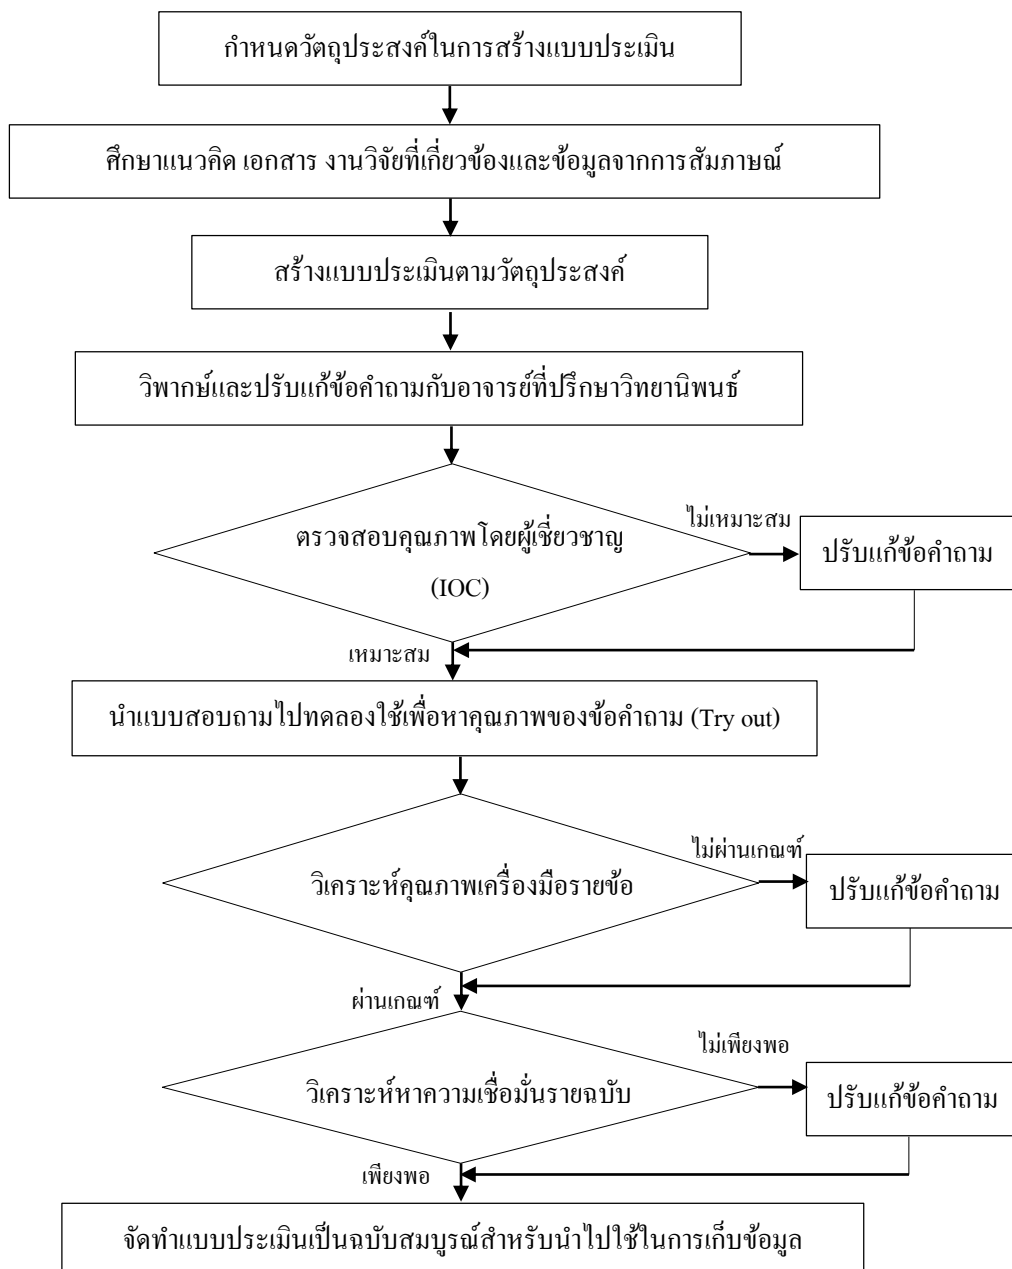 กำหนดวัตถุประสงค์ในการสร้างแบบประเมิน
ศึกษาแนวคิด เอกสาร งานวิจัยที่เกี่ยวข้องและข้อมูลจากการสัมภาษณ์
สร้างแบบประเมินตามวัตถุประสงค์
วิพากษ์และปรับแก้ข้อคำถามกับอาจารย์ที่ปรึกษาวิทยานิพนธ์
ตรวจสอบคุณภาพโดยผู้เชี่ยวชาญ
(IOC)
ไม่เหมาะสม
ปรับแก้ข้อคำถาม
เหมาะสม
นำแบบสอบถามไปทดลองใช้เพื่อหาคุณภาพของข้อคำถาม (Try out)
วิเคราะห์คุณภาพเครื่องมือรายข้อ
ไม่ผ่านเกณฑ์
ปรับแก้ข้อคำถาม
ผ่านเกณฑ์
วิเคราะห์หาความเชื่อมั่นรายฉบับ
ไม่เพียงพอ
ปรับแก้ข้อคำถาม
เพียงพอ
จัดทำแบบประเมินเป็นฉบับสมบูรณ์สำหรับนำไปใช้ในการเก็บข้อมูล